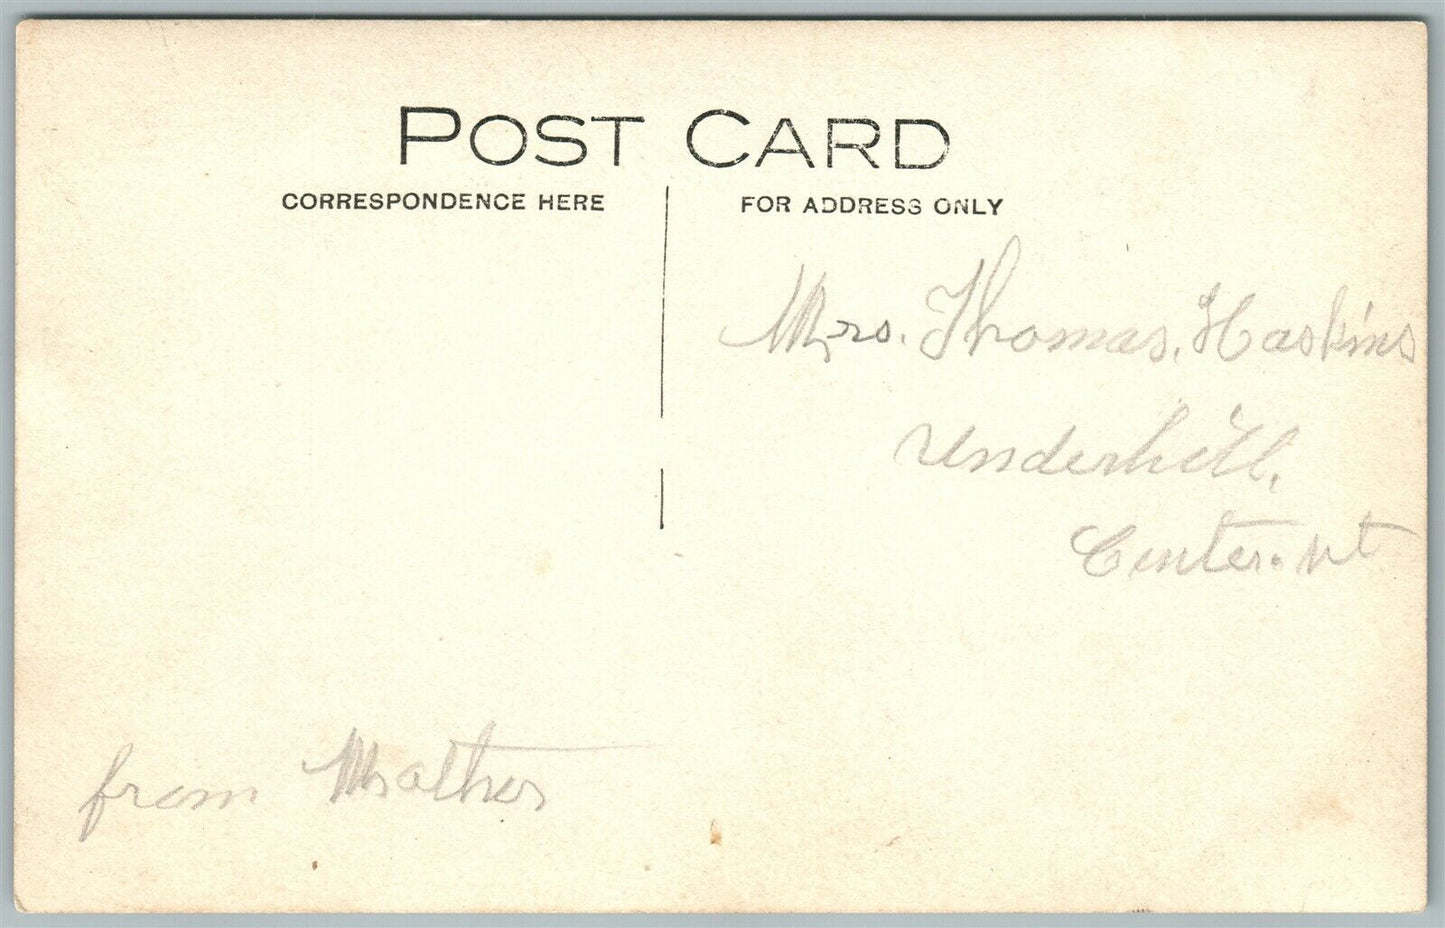 POST CARD
CORRESPONDENCE HERE
FOR ADDRESS ONLY
Mrs. Thomas. Haskins
Underhill.
Center. Vt
from Mother